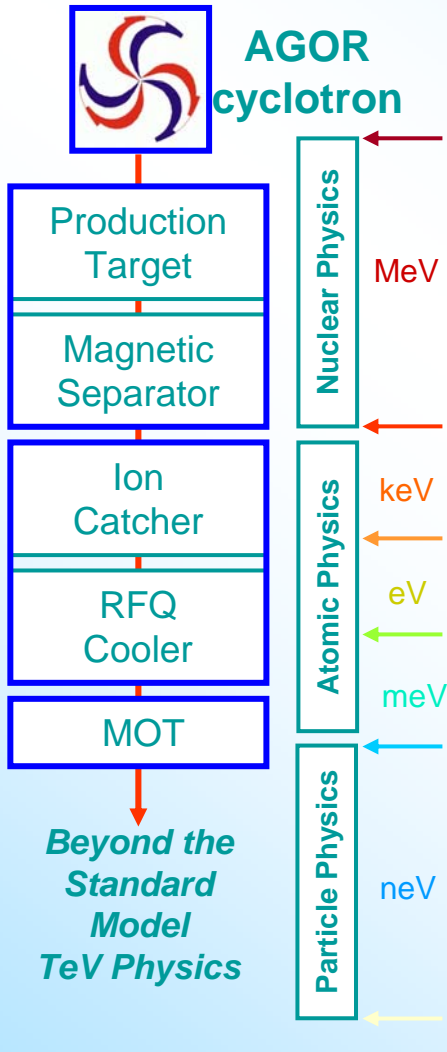 AGOR
cyclotron
Production
Target
Magnetic
Separator
Ion
Catcher
RFQ
Cooler
MOT
Beyond the
Standard
Model
TeV Physics
Nuclear Physics
Atomic Physics
Particle Physics
MeV
keV
eV
meV
neV